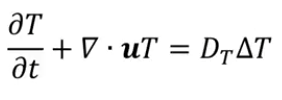 ∂T/∂t + ∇ · 𝒖T = D_T ΔT